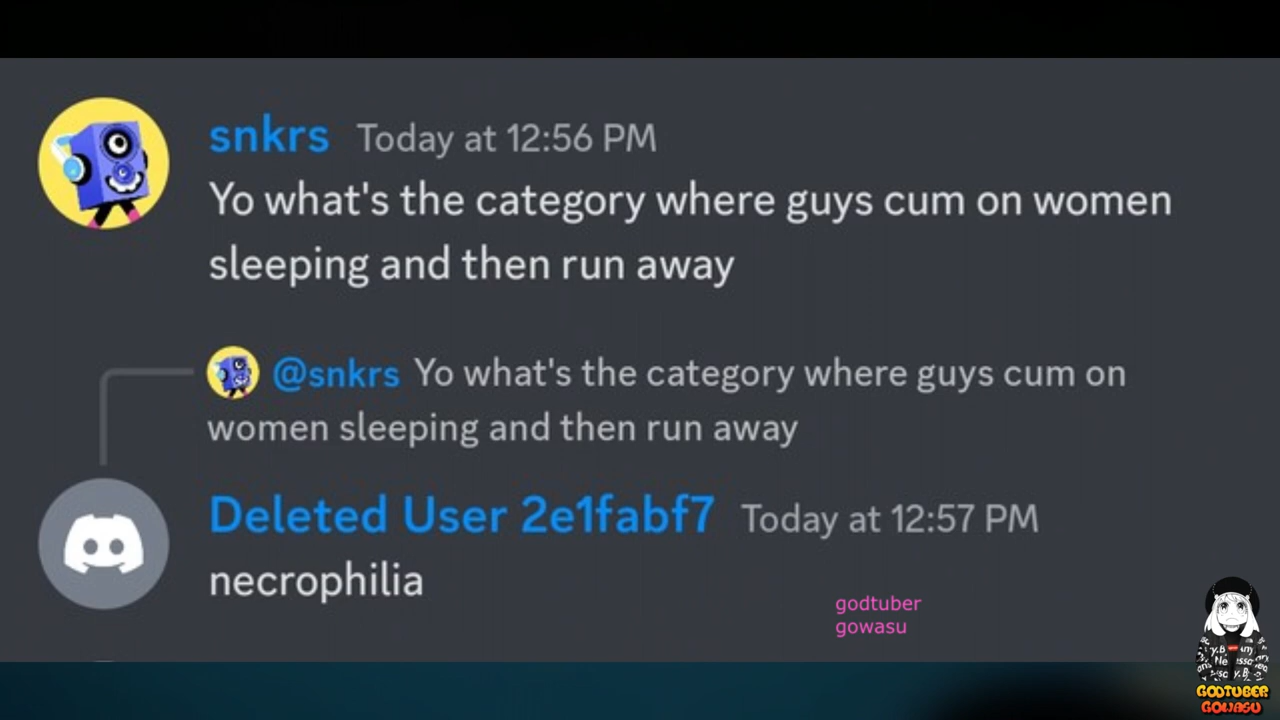 snkrs Today at 12:56 PM
Yo what's the category where guys cum on women
sleeping and then run away
@snkrs Yo what's the category where guys cum on
women sleeping and then run away
Deleted User 2e1fabf7 Today at 12:57 PM
necrophilia
godtuber
gowasu
GODTUBER
GOWASU